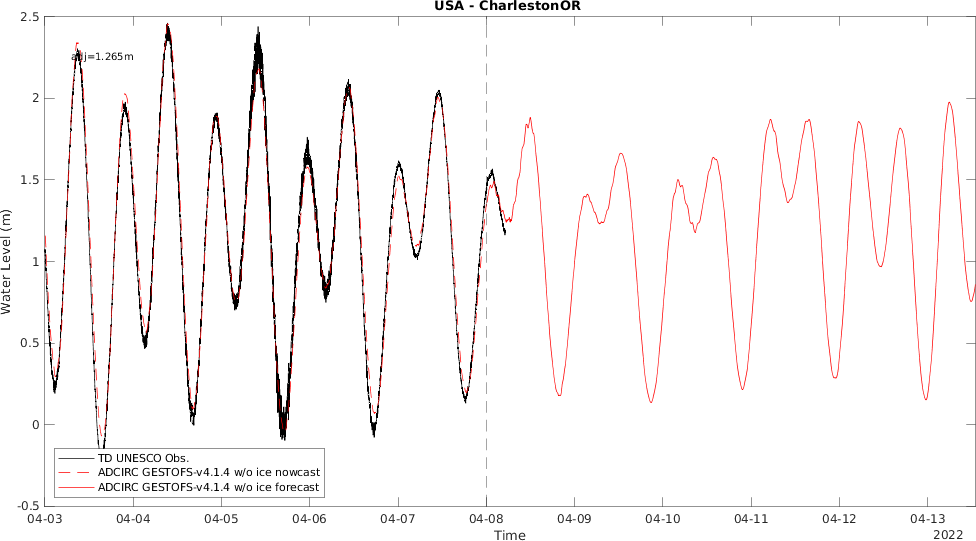 USA - CharlestonOR
2.5
adj=1.265m
2
1.5
1
0.5
0
-0.5
Water Level (m)
TD UNESCO Obs.
ADCIRC GESTOFS-v4.1.4 w/o ice nowcast
ADCIRC GESTOFS-v4.1.4 w/o ice forecast
04-03 04-04 04-05 04-06 04-07 04-08 04-09 04-10 04-11 04-12 04-13
Time
2022